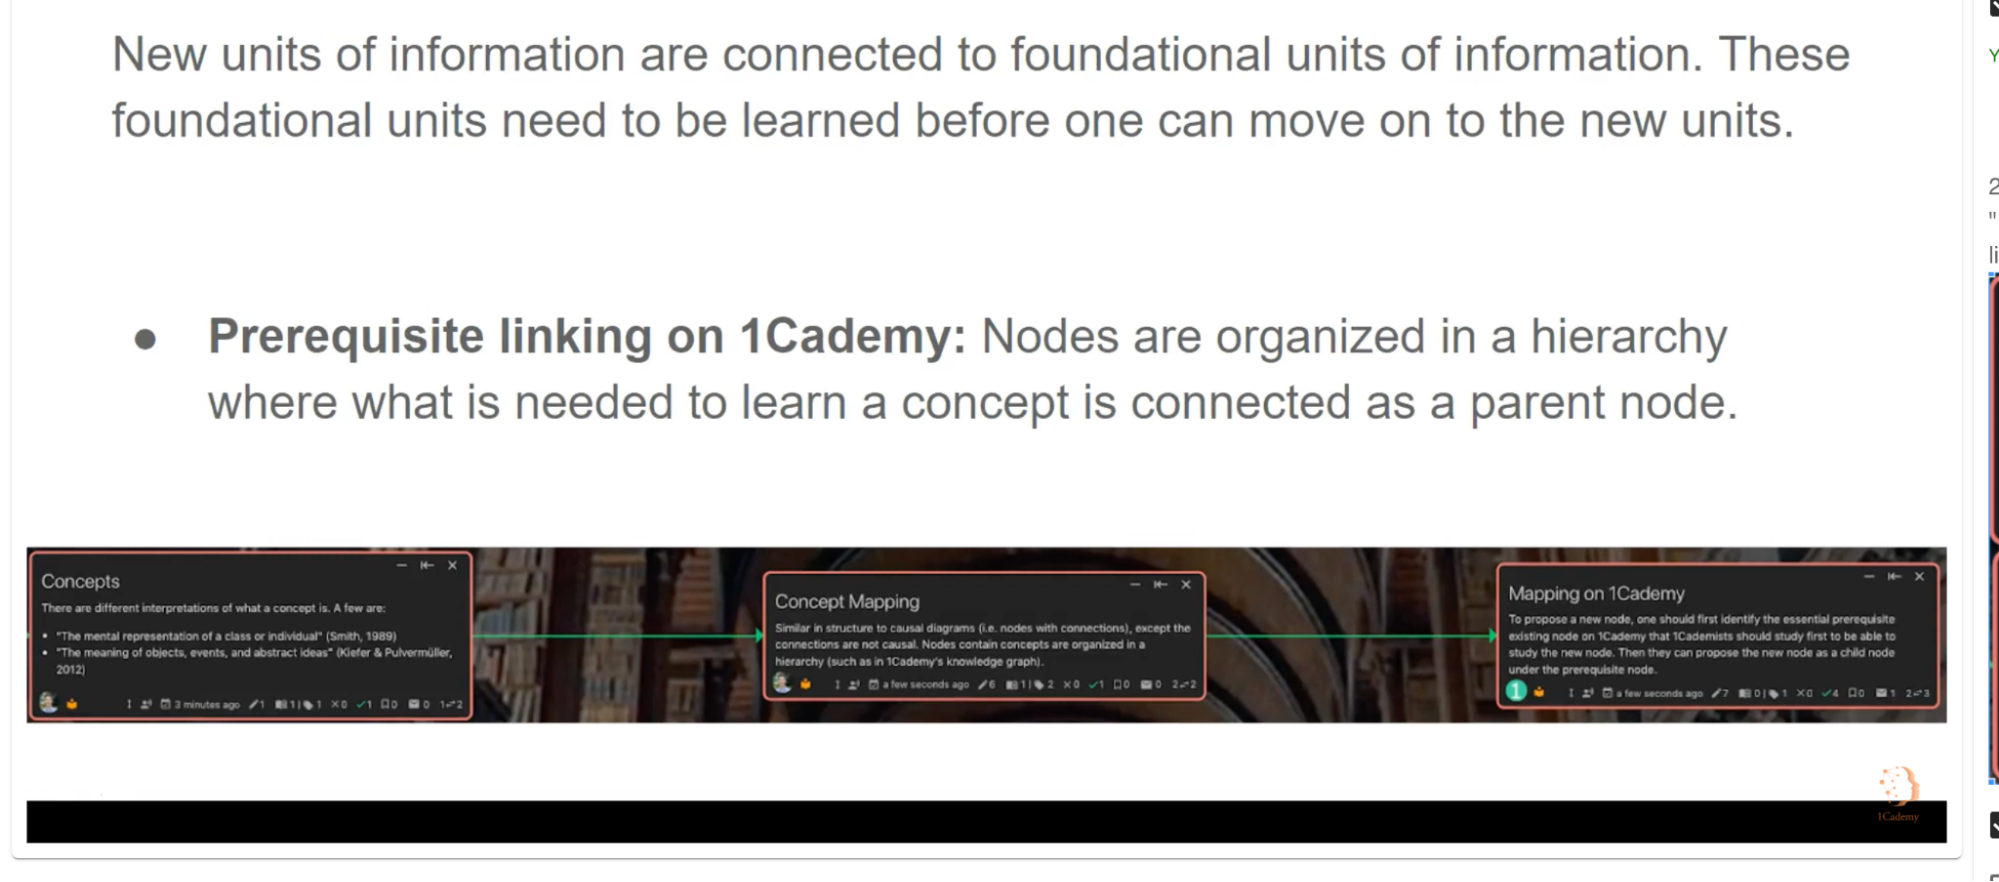 New units of information are connected to foundational units of information. These
foundational units need to be learned before one can move on to the new units.
● Prerequisite linking on 1Cademy: Nodes are organized in a hierarchy
where what is needed to learn a concept is connected as a parent node.
Concepts
There are different interpretations of what a concept is. A few are:
• "The mental representation of a class or individual" (Smith, 1989)
• "The meaning of objects, events, and abstract ideas" (Kiefer & Pulvermüller,
2012)
3 minutes ago 1 1 | 1 ×0 ✓1 0 0 1⇌2
Concept Mapping
Similar in structure to causal diagrams (i.e. nodes with connections), except the
connections are not causal. Nodes contain concepts are organized in a
hierarchy (such as in 1Cademy's knowledge graph).
a few seconds ago 6 1 | 2 ×0 ✓1 0 0 2⇌2
Mapping on 1Cademy
To propose a new node, one should first identify the essential prerequisite
existing node on 1Cademy that 1Cademists should study first to be able to
study the new node. Then they can propose the new node as a child node
under the prerequisite node.
1 a few seconds ago 7 0 | 1 ×0 ✓4 0 1 2⇌3
1Cademy
Y
2
"
li